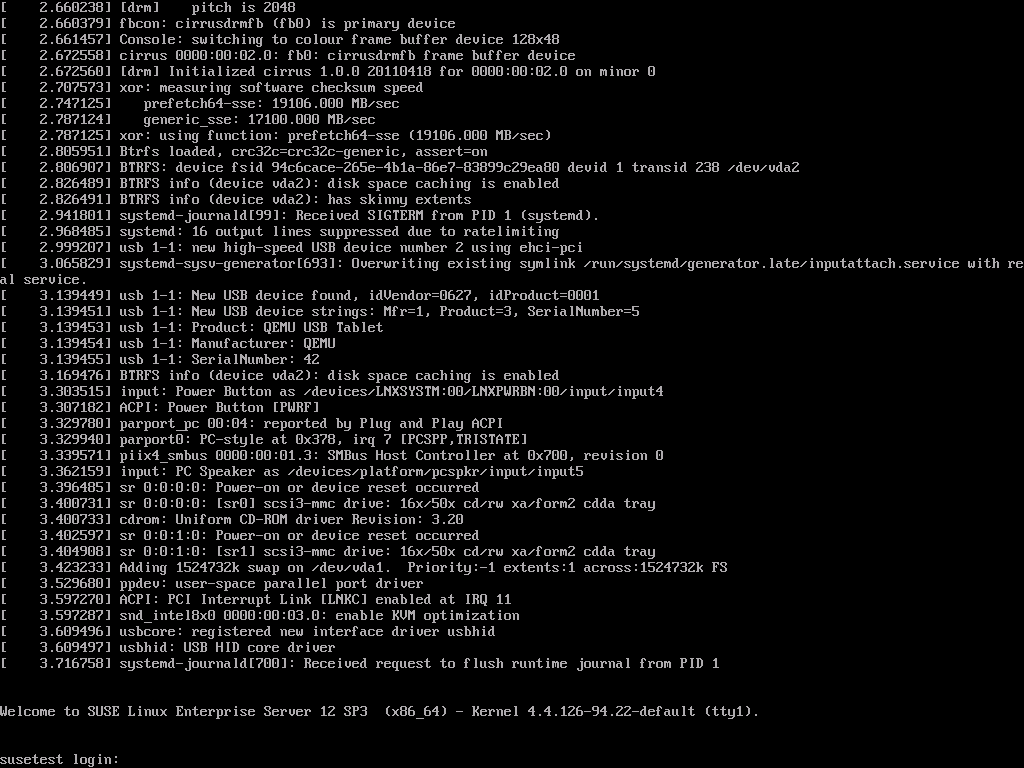 [    2.660238] [drm]    pitch is 2048
[    2.660379] fbcon: cirrusdrmfb (fb0) is primary device
[    2.661457] Console: switching to colour frame buffer device 128x48
[    2.672558] cirrus 0000:00:02.0: fb0: cirrusdrmfb frame buffer device
[    2.672560] [drm] Initialized cirrus 1.0.0 20110418 for 0000:00:02.0 on minor 0
[    2.707573] xor: measuring software checksum speed
[    2.747125]    prefetch64-sse: 19106.000 MB/sec
[    2.787124]    generic_sse: 17100.000 MB/sec
[    2.787125] xor: using function: prefetch64-sse (19106.000 MB/sec)
[    2.805951] Btrfs loaded, crc32c=crc32c-generic, assert=on
[    2.806907] BTRFS: device fsid 94c6cace-265e-4b1a-86e7-83899c29ea80 devid 1 transid 238 /dev/vda2
[    2.826489] BTRFS info (device vda2): disk space caching is enabled
[    2.826491] BTRFS info (device vda2): has skinny extents
[    2.941801] systemd-journald[99]: Received SIGTERM from PID 1 (systemd).
[    2.968485] systemd: 16 output lines suppressed due to ratelimiting
[    2.999207] usb 1-1: new high-speed USB device number 2 using ehci-pci
[    3.065829] systemd-sysv-generator[693]: Overwriting existing symlink /run/systemd/generator.late/inputattach.service with re
al service.
[    3.139449] usb 1-1: New USB device found, idVendor=0627, idProduct=0001
[    3.139451] usb 1-1: New USB device strings: Mfr=1, Product=3, SerialNumber=5
[    3.139453] usb 1-1: Product: QEMU USB Tablet
[    3.139454] usb 1-1: Manufacturer: QEMU
[    3.139455] usb 1-1: SerialNumber: 42
[    3.169476] BTRFS info (device vda2): disk space caching is enabled
[    3.303515] input: Power Button as /devices/LNXSYSTM:00/LNXPWRBN:00/input/input4
[    3.307182] ACPI: Power Button [PWRF]
[    3.329780] parport_pc 00:04: reported by Plug and Play ACPI
[    3.329940] parport0: PC-style at 0x378, irq 7 [PCSPP,TRISTATE]
[    3.339571] piix4_smbus 0000:00:01.3: SMBus Host Controller at 0x700, revision 0
[    3.362159] input: PC Speaker as /devices/platform/pcspkr/input/input5
[    3.396485] sr 0:0:0:0: Power-on or device reset occurred
[    3.400731] sr 0:0:0:0: [sr0] scsi3-mmc drive: 16x/50x cd/rw xa/form2 cdda tray
[    3.400733] cdrom: Uniform CD-ROM driver Revision: 3.20
[    3.402597] sr 0:0:1:0: Power-on or device reset occurred
[    3.404908] sr 0:0:1:0: [sr1] scsi3-mmc drive: 16x/50x cd/rw xa/form2 cdda tray
[    3.423233] Adding 1524732k swap on /dev/vda1.  Priority:-1 extents:1 across:1524732k FS
[    3.529680] ppdev: user-space parallel port driver
[    3.597270] ACPI: PCI Interrupt Link [LNKC] enabled at IRQ 11
[    3.597287] snd_intel8x0 0000:00:03.0: enable KVM optimization
[    3.609496] usbcore: registered new interface driver usbhid
[    3.609497] usbhid: USB HID core driver
[    3.716758] systemd-journald[700]: Received request to flush runtime journal from PID 1
Welcome to SUSE Linux Enterprise Server 12 SP3  (x86_64) - Kernel 4.4.126-94.22-default (tty1).
susetest login: